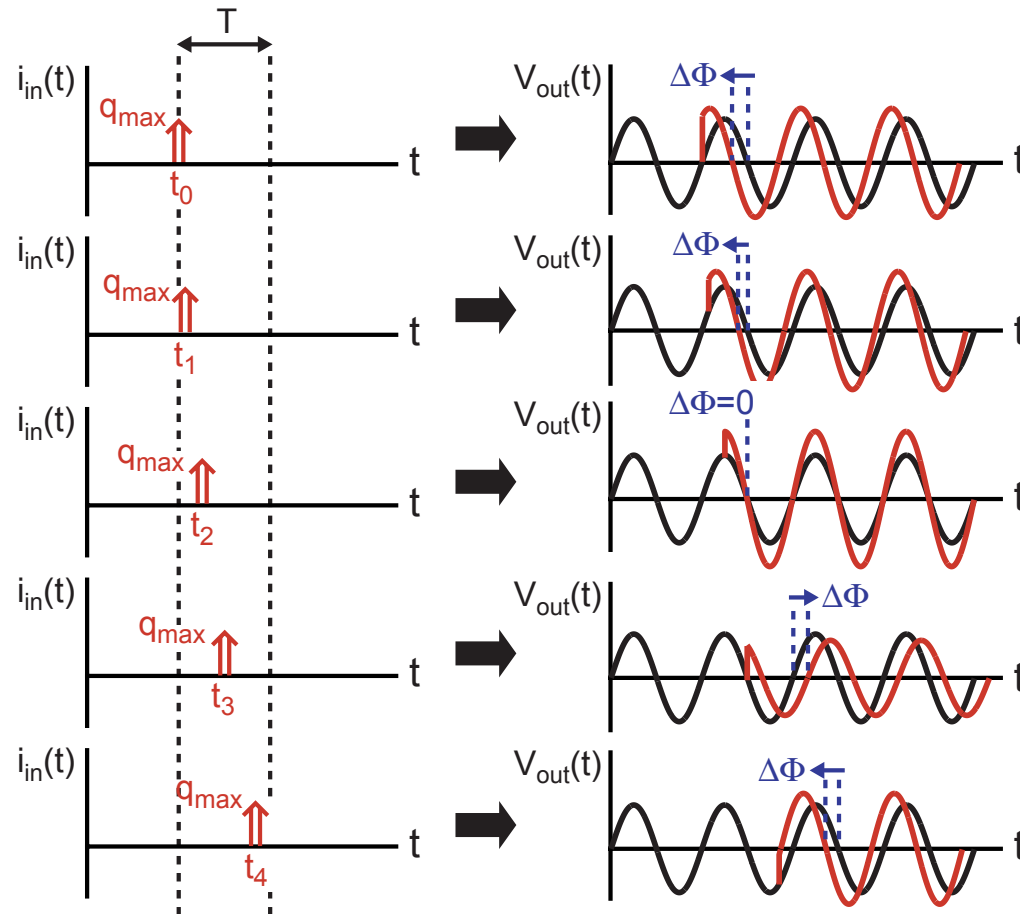 T
i_in(t)
q_max
t_0
t
V_out(t)
ΔΦ
t
i_in(t)
q_max
t_1
t
V_out(t)
ΔΦ
t
i_in(t)
q_max
t_2
t
V_out(t)
ΔΦ=0
t
i_in(t)
q_max
t_3
t
V_out(t)
ΔΦ
t
i_in(t)
q_max
t_4
t
V_out(t)
ΔΦ
t